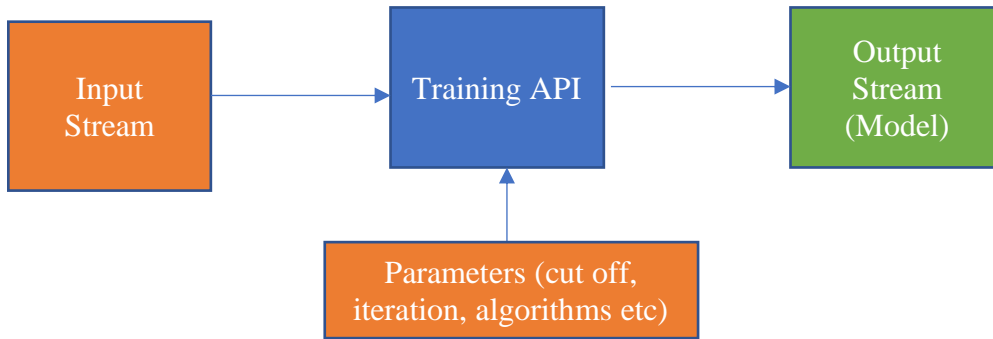 Input
Stream
Training API
Output
Stream
(Model)
Parameters (cut off,
iteration, algorithms etc)